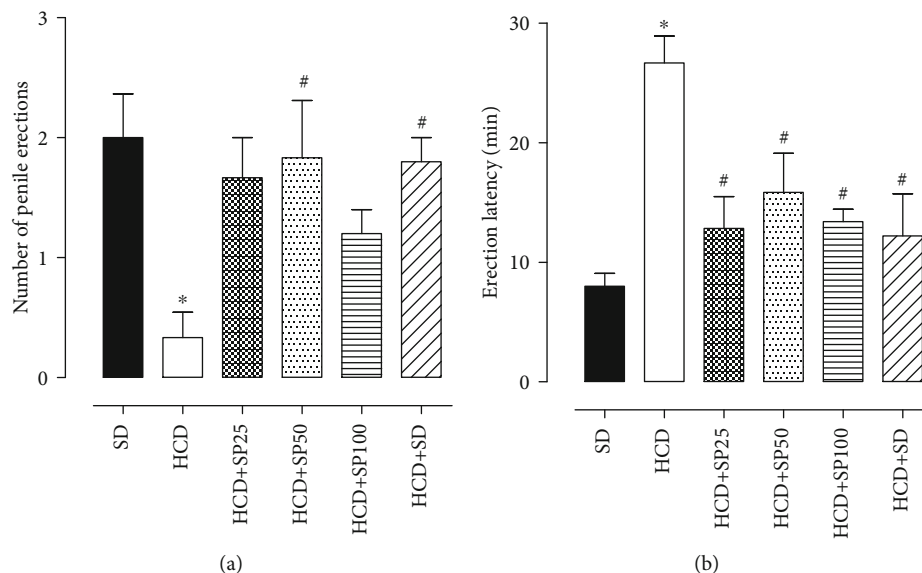 3
2
1
0
Number of penile erections
*
#
#
SD
HCD
HCD+SP25
HCD+SP50
HCD+SP100
HCD+SD
(a)
30
20
10
0
Erection latency (min)
*
#
#
#
#
SD
HCD
HCD+SP25
HCD+SP50
HCD+SP100
HCD+SD
(b)